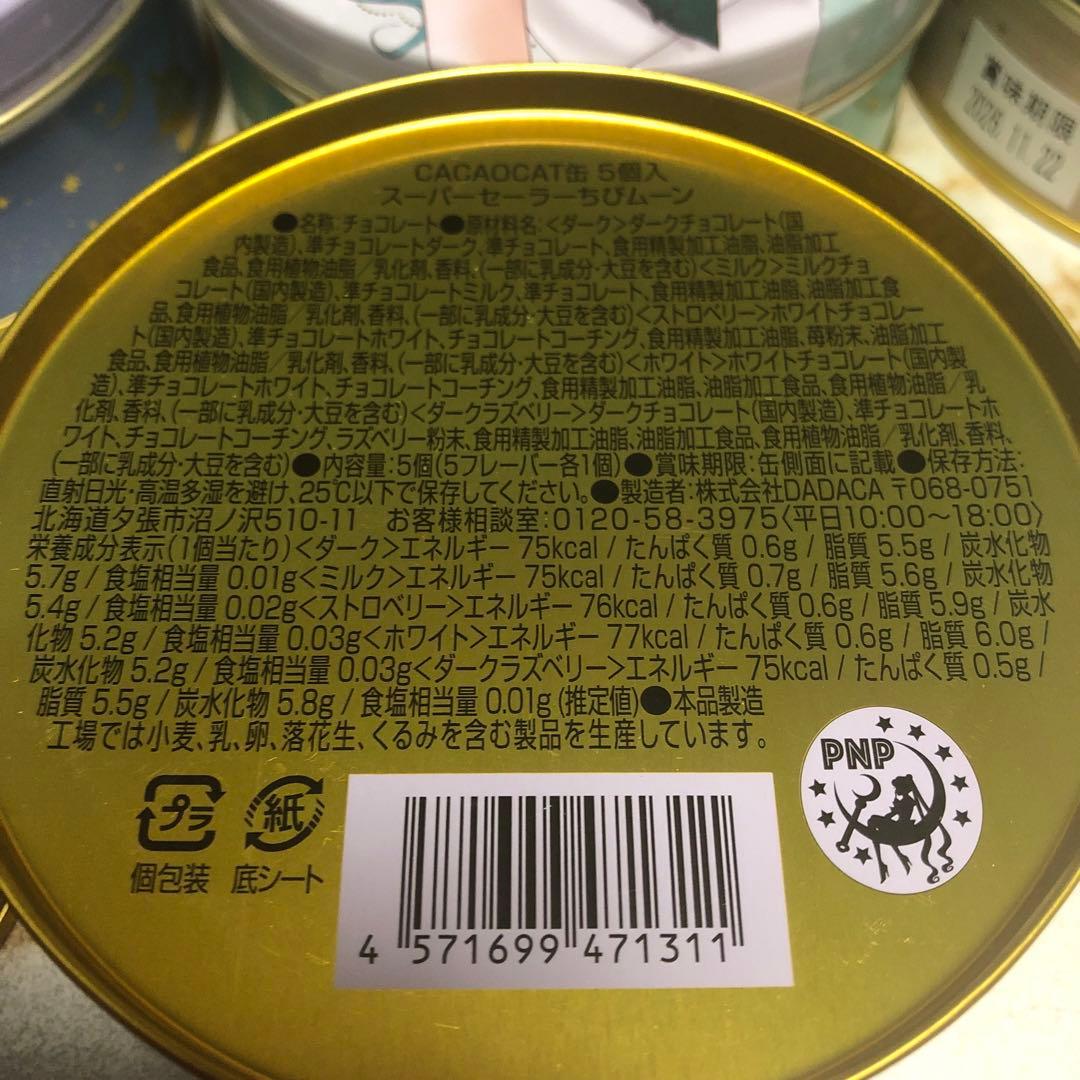 賞味期限
2025.11.22
CACAOCAT缶 5個入
スーパーセーラーちびムーン
●名称:チョコレート●原材料名:<ダーク>ダークチョコレート(国
内製造)、準チョコレートダーク、準チョコレート、食用精製加工油脂、油脂加工
食品、食用植物油脂/乳化剤、香料、(一部に乳成分・大豆を含む)<ミルク>ミルクチョ
コレート(国内製造)、準チョコレートミルク、準チョコレート、食用精製加工油脂、油脂加工食
品、食用植物油脂/乳化剤、香料、(一部に乳成分・大豆を含む)<ストロベリー>ホワイトチョコレー
ト(国内製造)、準チョコレートホワイト、チョコレートコーチング、食用精製加工油脂、苺粉末、油脂加工
食品、食用植物油脂/乳化剤、香料、(一部に乳成分・大豆を含む)<ホワイト>ホワイトチョコレート(国内製
造)、準チョコレートホワイト、チョコレートコーチング、食用精製加工油脂、油脂加工食品、食用植物油脂/乳
化剤、香料、(一部に乳成分・大豆を含む)<ダークラズベリー>ダークチョコレート(国内製造)、準チョコレートホ
ワイト、チョコレートコーチング、ラズベリー粉末、食用精製加工油脂、油脂加工食品、食用植物油脂/乳化剤、香料、
(一部に乳成分・大豆を含む)●内容量:5個(5フレーバー各1個)●賞味期限:缶側面に記載●保存方法:
直射日光・高温多湿を避け、25℃以下で保存してください。●製造者:株式会社DADACA 〒068-0751
北海道夕張市沼ノ沢510-11 お客様相談室:0120-58-3975〈平日10:00〜18:00〉
栄養成分表示(1個当たり)<ダーク>エネルギー 75kcal / たんぱく質 0.6g / 脂質 5.5g / 炭水化物
5.7g / 食塩相当量 0.01g<ミルク>エネルギー 75kcal / たんぱく質 0.7g / 脂質 5.6g / 炭水化物
5.4g / 食塩相当量 0.02g<ストロベリー>エネルギー 76kcal / たんぱく質 0.6g / 脂質 5.9g / 炭水
化物 5.2g / 食塩相当量 0.03g<ホワイト>エネルギー 77kcal / たんぱく質 0.6g / 脂質 6.0g /
炭水化物 5.2g / 食塩相当量 0.03g<ダークラズベリー>エネルギー 75kcal / たんぱく質 0.5g /
脂質 5.5g / 炭水化物 5.8g / 食塩相当量 0.01g (推定値)●本品製造
工場では小麦、乳、卵、落花生、くるみを含む製品を生産しています。
PNP
プラ
紙
個包装 底シート
4 571699 471311